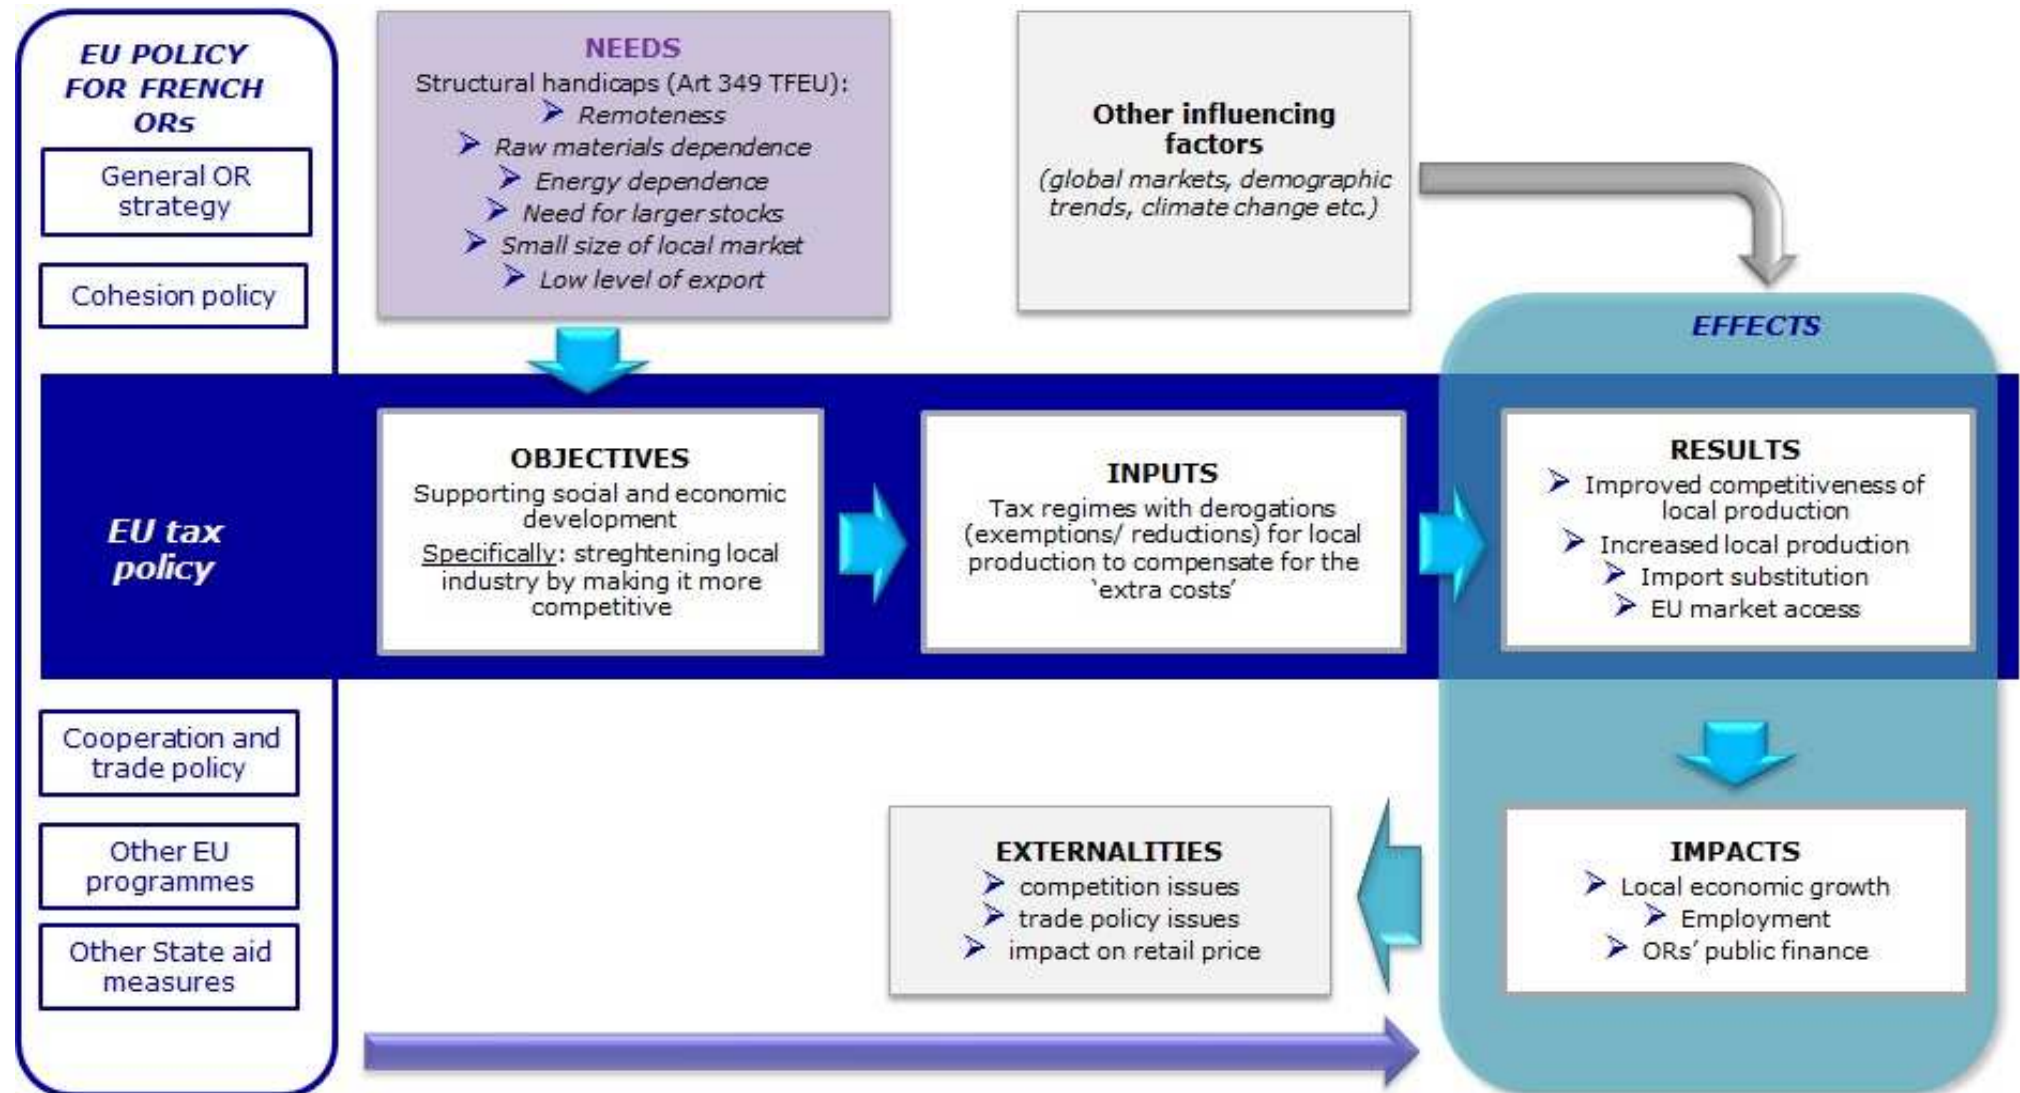 EU POLICY
FOR FRENCH
ORs
General OR
strategy
Cohesion policy
EU tax
policy
Cooperation and
trade policy
Other EU
programmes
Other State aid
measures
NEEDS
Structural handicaps (Art 349 TFEU):
➢ Remoteness
➢ Raw materials dependence
➢ Energy dependence
➢ Need for larger stocks
➢ Small size of local market
➢ Low level of export
Other influencing
factors
(global markets, demographic
trends, climate change etc.)
EFFECTS
OBJECTIVES
Supporting social and economic
development
Specifically: streghtening local
industry by making it more
competitive
INPUTS
Tax regimes with derogations
(exemptions/ reductions) for local
production to compensate for the
‘extra costs’
RESULTS
➢ Improved competitiveness of
local production
➢ Increased local production
➢ Import substitution
➢ EU market access
EXTERNALITIES
➢ competition issues
➢ trade policy issues
➢ impact on retail price
IMPACTS
➢ Local economic growth
➢ Employment
➢ ORs’ public finance